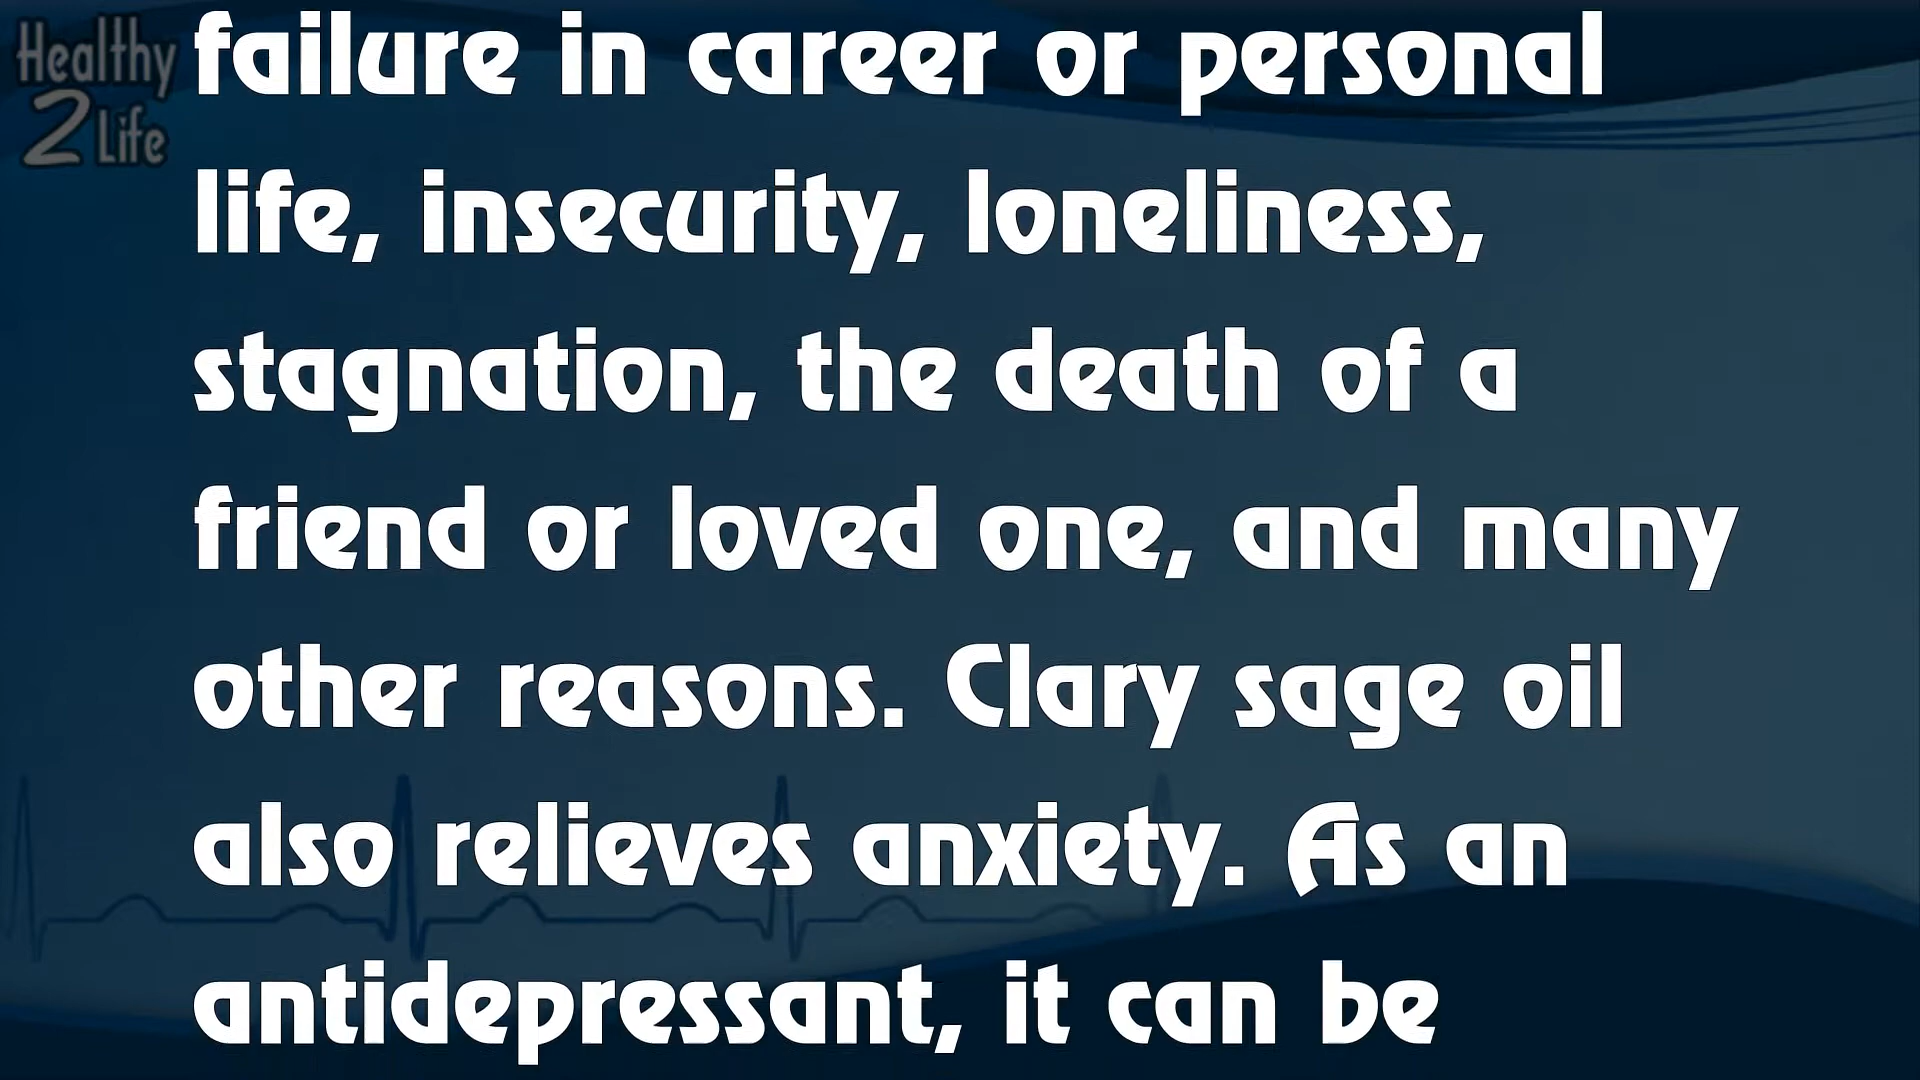 Healthy
2 Life
failure in career or personal
life, insecurity, loneliness,
stagnation, the death of a
friend or loved one, and many
other reasons. Clary sage oil
also relieves anxiety. As an
antidepressant, it can be